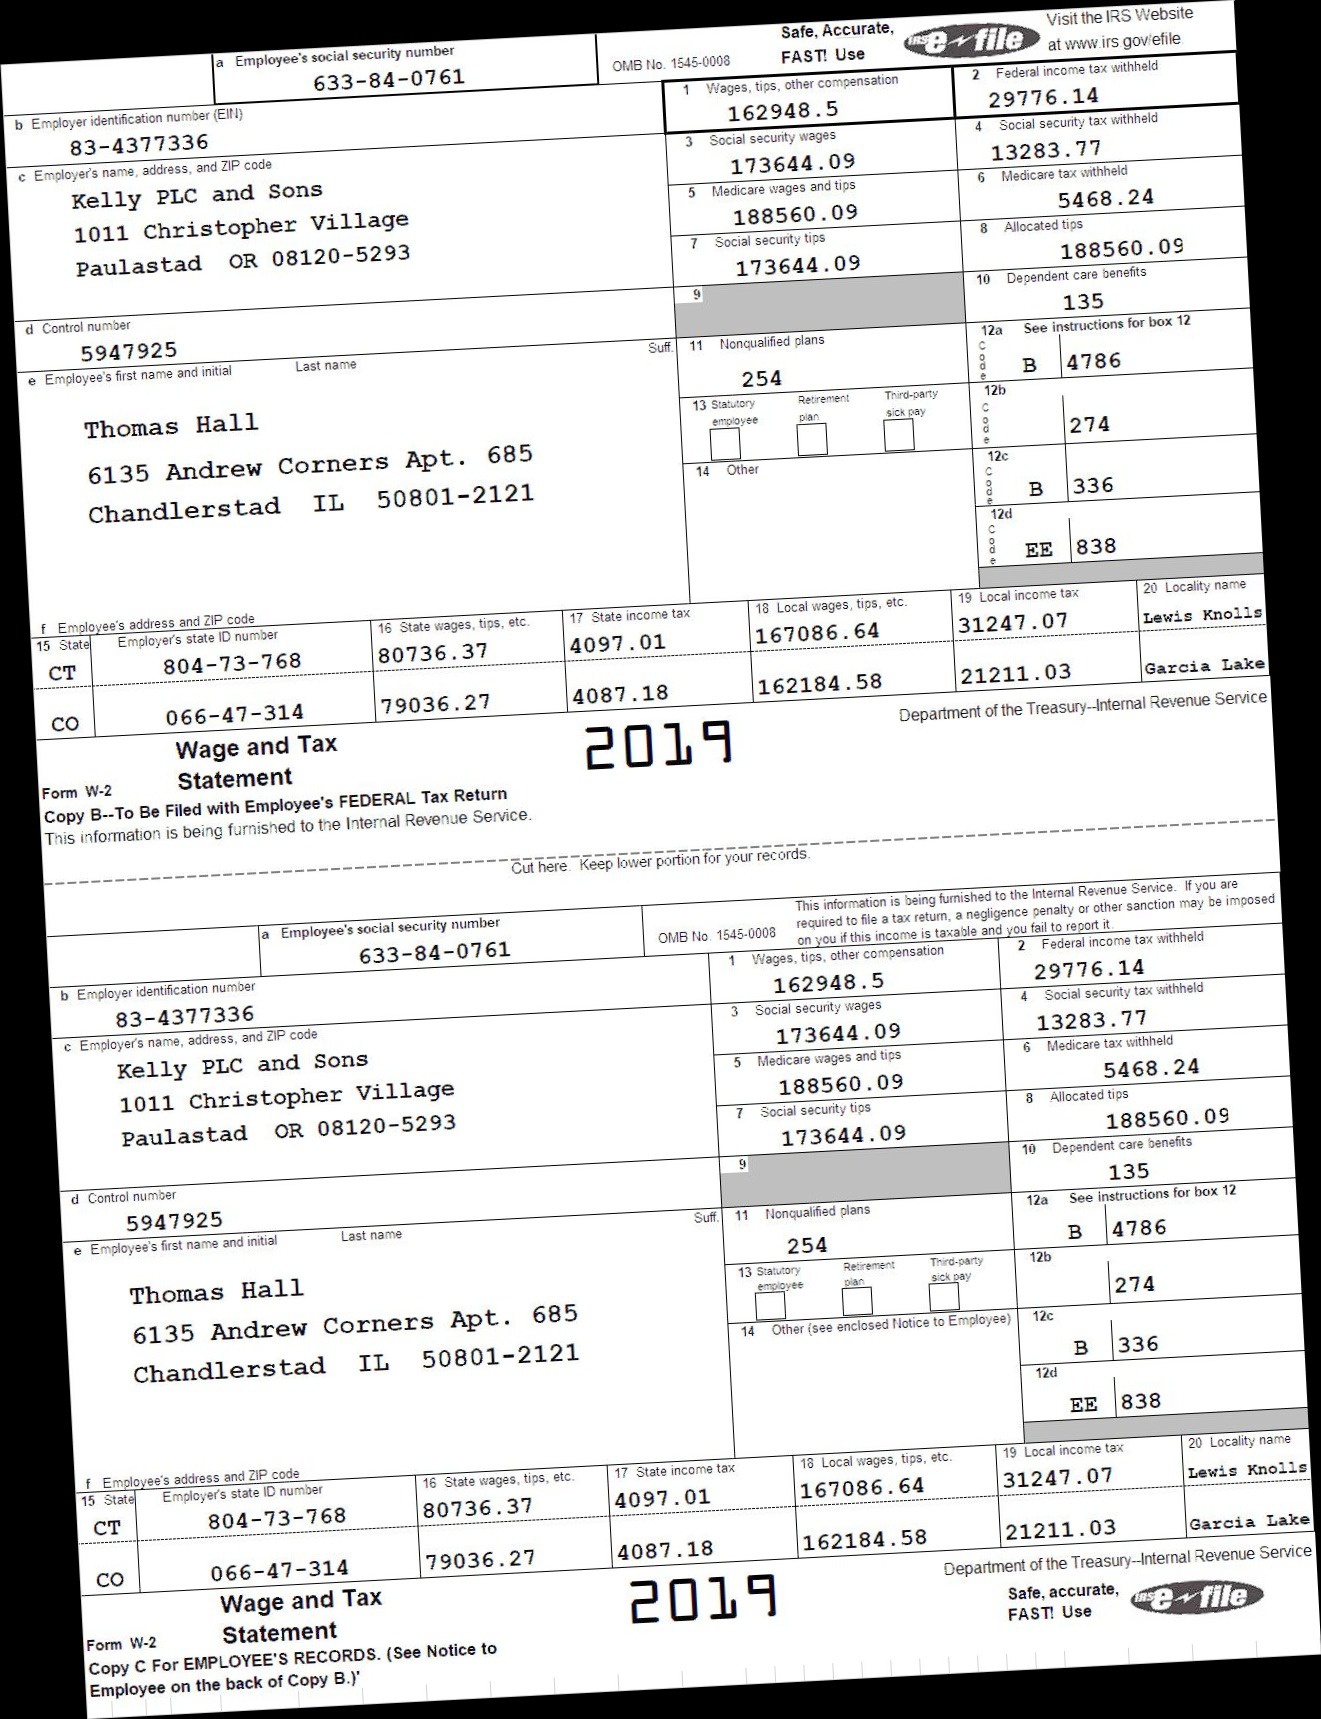 a Employee's social security number
633-84-0761
OMB No. 1545-0008
Safe, Accurate,
FAST! Use
IRS e~file
Visit the IRS Website
at www.irs.gov/efile
b Employer identification number (EIN)
83-4377336
1 Wages, tips, other compensation
162948.5
2 Federal income tax withheld
29776.14
c Employer's name, address, and ZIP code
Kelly PLC and Sons
1011 Christopher Village
Paulastad OR 08120-5293
3 Social security wages
173644.09
4 Social security tax withheld
13283.77
5 Medicare wages and tips
188560.09
6 Medicare tax withheld
5468.24
7 Social security tips
173644.09
8 Allocated tips
188560.09
d Control number
5947925
9
10 Dependent care benefits
135
e Employee's first name and initial Last name Suff.
Thomas Hall
6135 Andrew Corners Apt. 685
Chandlerstad IL 50801-2121
11 Nonqualified plans
254
12a See instructions for box 12
Code B 4786
13 Statutory employee Retirement plan Third-party sick pay
12b
Code 274
14 Other
12c
Code B 336
12d
Code EE 838
f Employee's address and ZIP code
15 State Employer's state ID number 16 State wages, tips, etc. 17 State income tax 18 Local wages, tips, etc. 19 Local income tax 20 Locality name
CT 804-73-768 80736.37 4097.01 167086.64 31247.07 Lewis Knolls
CO 066-47-314 79036.27 4087.18 162184.58 21211.03 Garcia Lake
Form W-2 Wage and Tax
Statement
2019
Department of the Treasury--Internal Revenue Service
Copy B--To Be Filed with Employee's FEDERAL Tax Return
This information is being furnished to the Internal Revenue Service.
Cut here. Keep lower portion for your records.
a Employee's social security number
633-84-0761
OMB No. 1545-0008
This information is being furnished to the Internal Revenue Service. If you are
required to file a tax return, a negligence penalty or other sanction may be imposed
on you if this income is taxable and you fail to report it.
b Employer identification number
83-4377336
1 Wages, tips, other compensation
162948.5
2 Federal income tax withheld
29776.14
c Employer's name, address, and ZIP code
Kelly PLC and Sons
1011 Christopher Village
Paulastad OR 08120-5293
3 Social security wages
173644.09
4 Social security tax withheld
13283.77
5 Medicare wages and tips
188560.09
6 Medicare tax withheld
5468.24
7 Social security tips
173644.09
8 Allocated tips
188560.09
d Control number
5947925
9
10 Dependent care benefits
135
e Employee's first name and initial Last name Suff.
Thomas Hall
6135 Andrew Corners Apt. 685
Chandlerstad IL 50801-2121
11 Nonqualified plans
254
12a See instructions for box 12
B 4786
13 Statutory employee Retirement plan Third-party sick pay
12b
274
14 Other (see enclosed Notice to Employee)
12c
B 336
12d
EE 838
f Employee's address and ZIP code
15 State Employer's state ID number 16 State wages, tips, etc. 17 State income tax 18 Local wages, tips, etc. 19 Local income tax 20 Locality name
CT 804-73-768 80736.37 4097.01 167086.64 31247.07 Lewis Knolls
CO 066-47-314 79036.27 4087.18 162184.58 21211.03 Garcia Lake
Form W-2 Wage and Tax
Statement
2019
Department of the Treasury--Internal Revenue Service
Safe, accurate,
FAST! Use
IRS e~file
Copy C For EMPLOYEE'S RECORDS. (See Notice to
Employee on the back of Copy B.)'